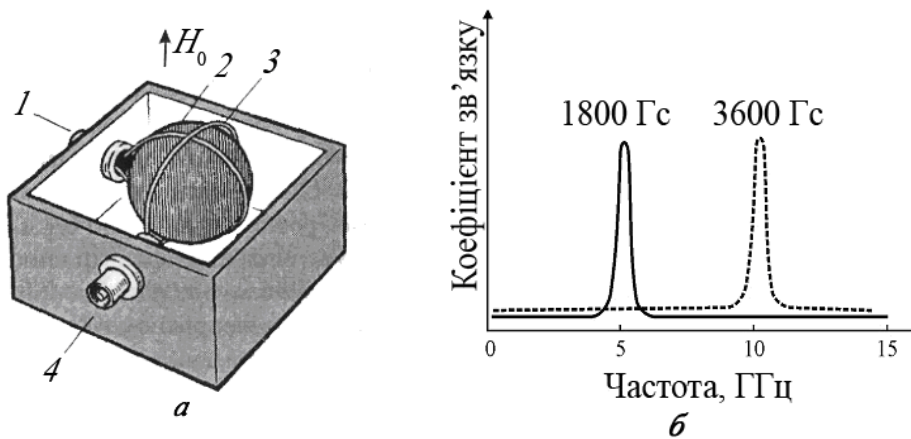 H₀
2
3
1
4
а
Коефіцієнт зв’язку
1800 Гс 3600 Гс
0 5 10 15
Частота, ГГц
б